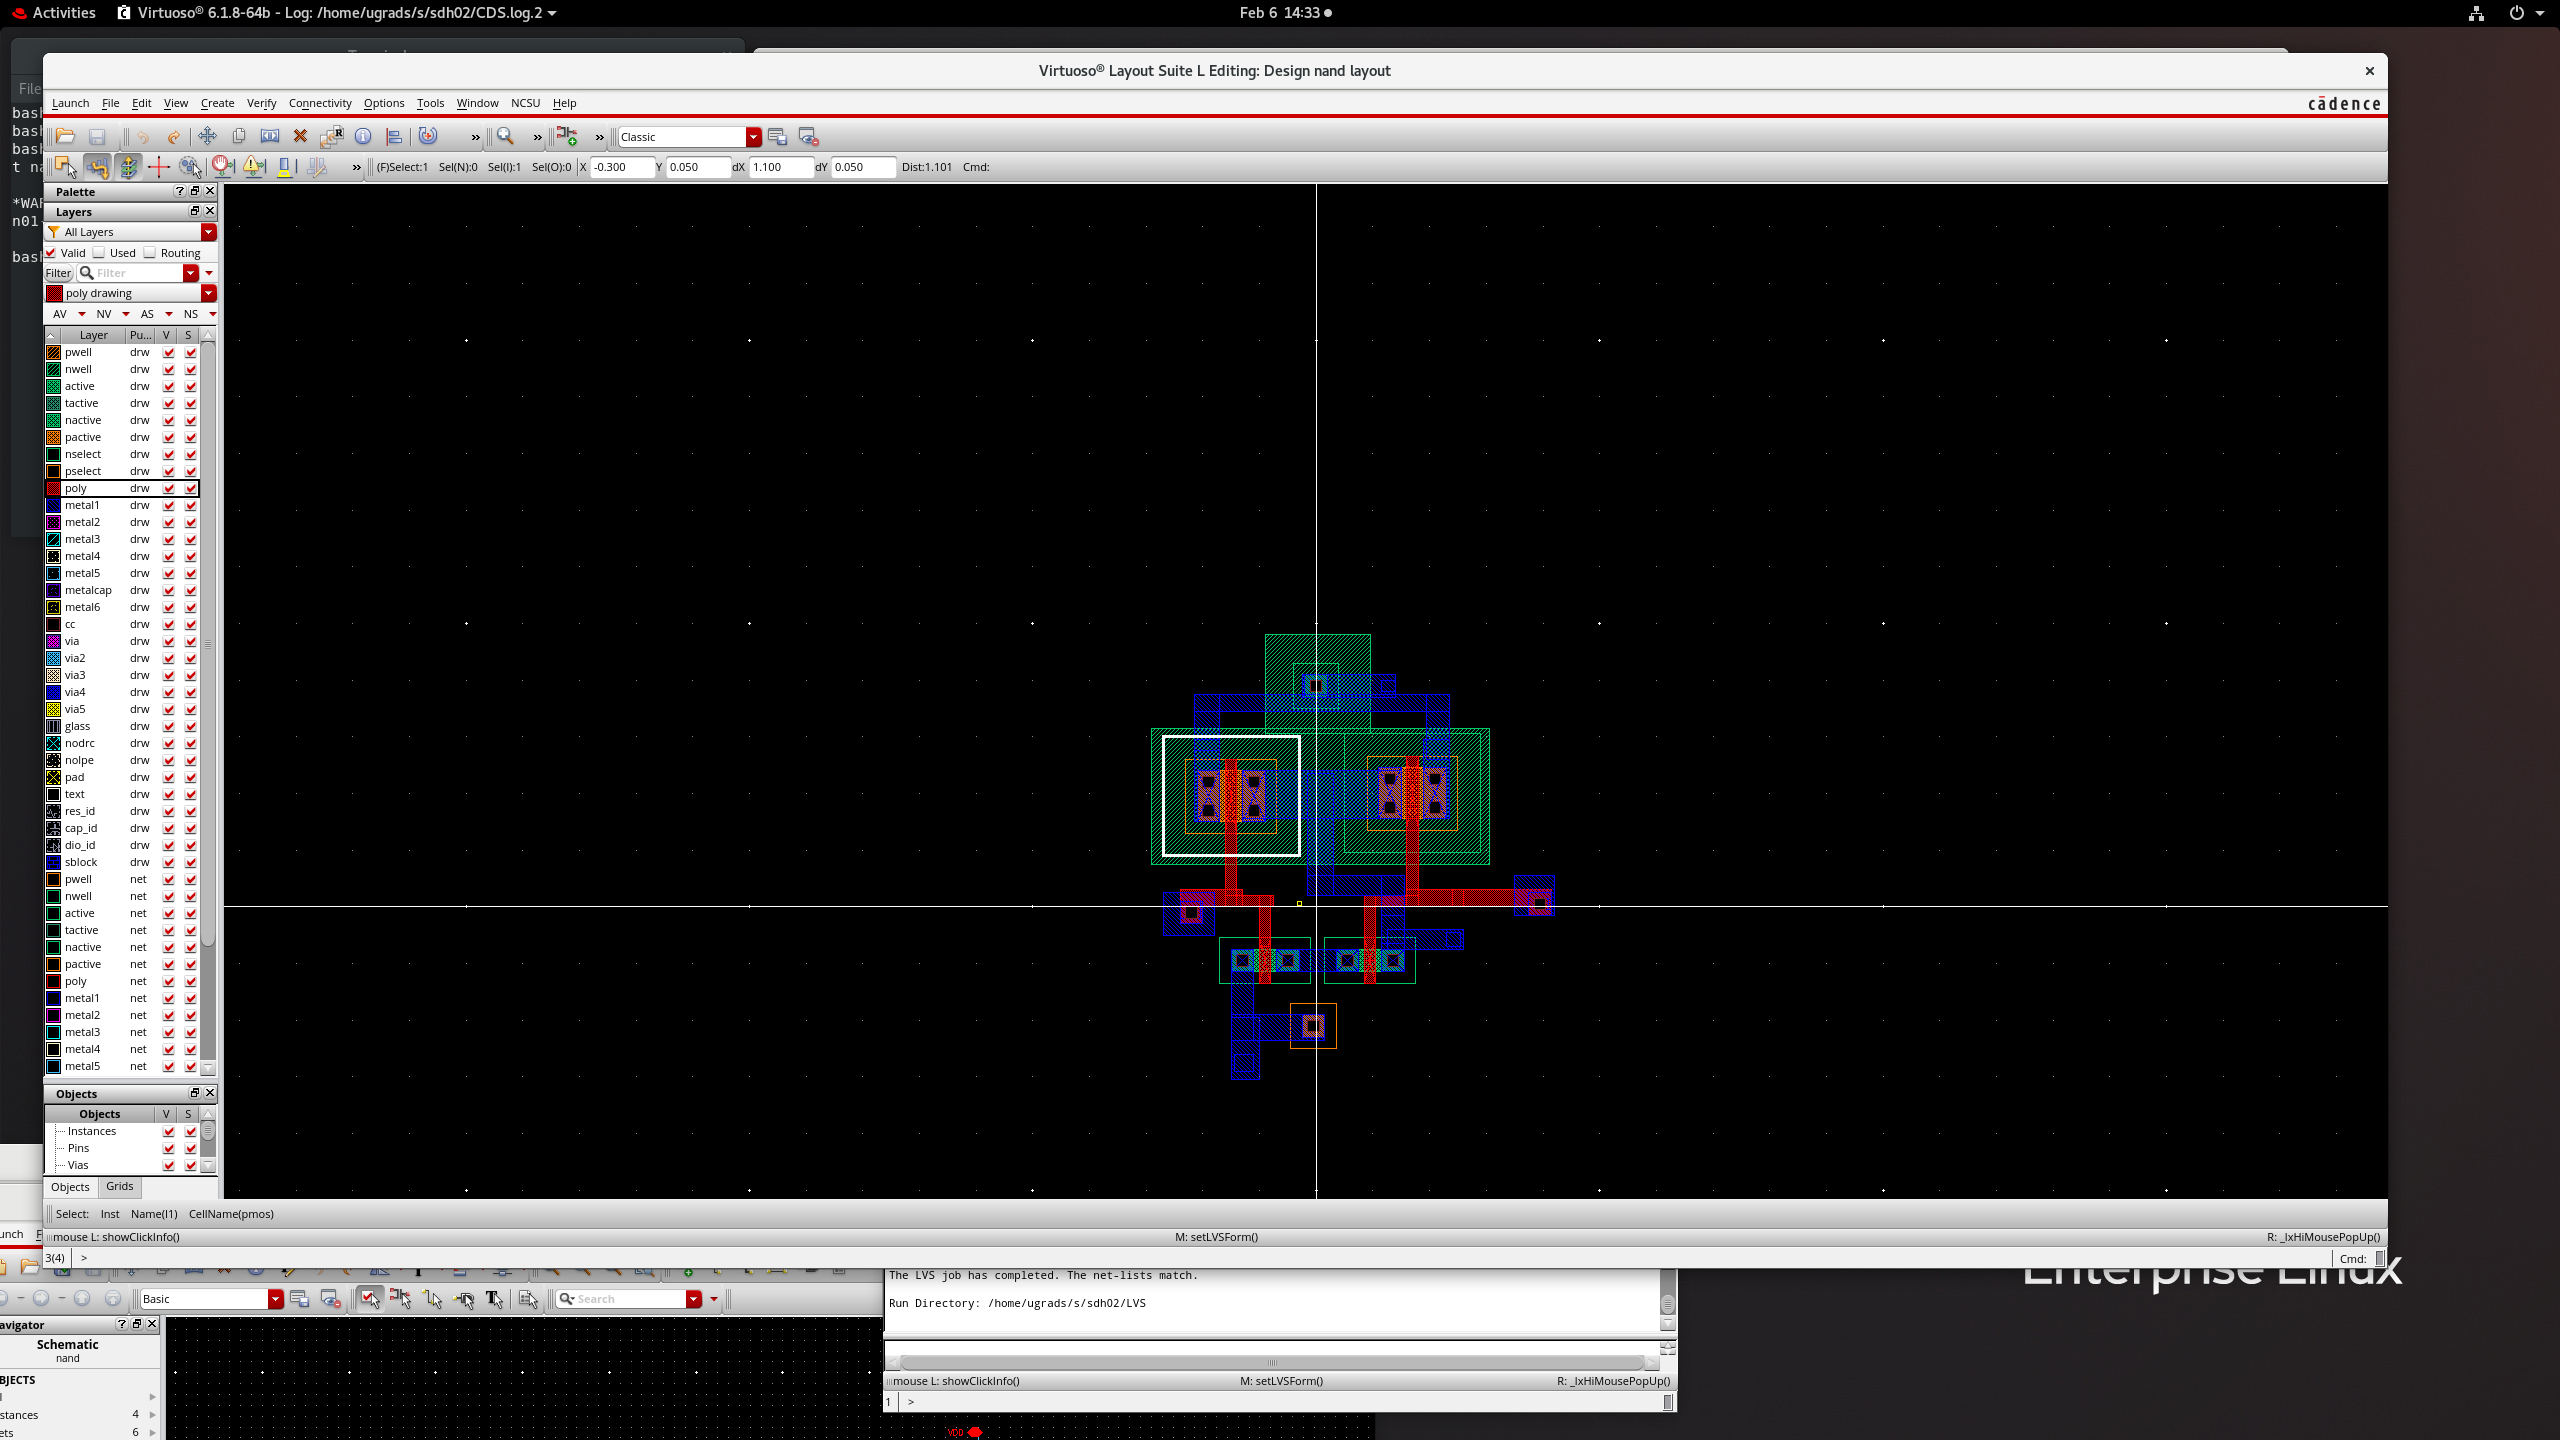 Activities Virtuoso® 6.1.8-64b - Log: /home/ugrads/s/sdh02/CDS.log.2 Feb 6 14:33
Virtuoso® Layout Suite L Editing: Design nand layout
File
Launch File Edit View Create Verify Connectivity Options Tools Window NCSU Help cādence
bash
bash
bash
t na
*WAR
n01
bash
Classic
(F)Select:1 Sel(N):0 Sel(I):1 Sel(O):0 X -0.300 Y 0.050 dX 1.100 dY 0.050 Dist:1.101 Cmd:
Palette
Layers
All Layers
Valid Used Routing
Filter Filter
poly drawing
AV NV AS NS
Layer Pu... V S
pwell drw
nwell drw
active drw
tactive drw
nactive drw
pactive drw
nselect drw
pselect drw
poly drw
metal1 drw
metal2 drw
metal3 drw
metal4 drw
metal5 drw
metalcap drw
metal6 drw
cc drw
via drw
via2 drw
via3 drw
via4 drw
via5 drw
glass drw
nodrc drw
nolpe drw
pad drw
text drw
res_id drw
cap_id drw
dio_id drw
sblock drw
pwell net
nwell net
active net
tactive net
nactive net
pactive net
poly net
metal1 net
metal2 net
metal3 net
metal4 net
metal5 net
Objects
Objects V S
Instances
Pins
Vias
Objects Grids
Select: Inst Name(I1) CellName(pmos)
mouse L: showClickInfo() M: setLVSForm() R: _lxHiMousePopUp()
3(4) > Cmd:
Enterprise Linux
The LVS job has completed. The net-lists match.
Run Directory: /home/ugrads/s/sdh02/LVS
Basic
Search
avigator
Schematic
nand
BJECTS
stances 4
ets 6
mouse L: showClickInfo() M: setLVSForm() R: _lxHiMousePopUp()
1 >
VDD